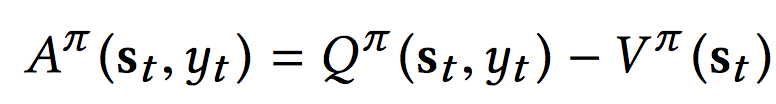 A^π(s_t, y_t) = Q^π(s_t, y_t) − V^π(s_t)